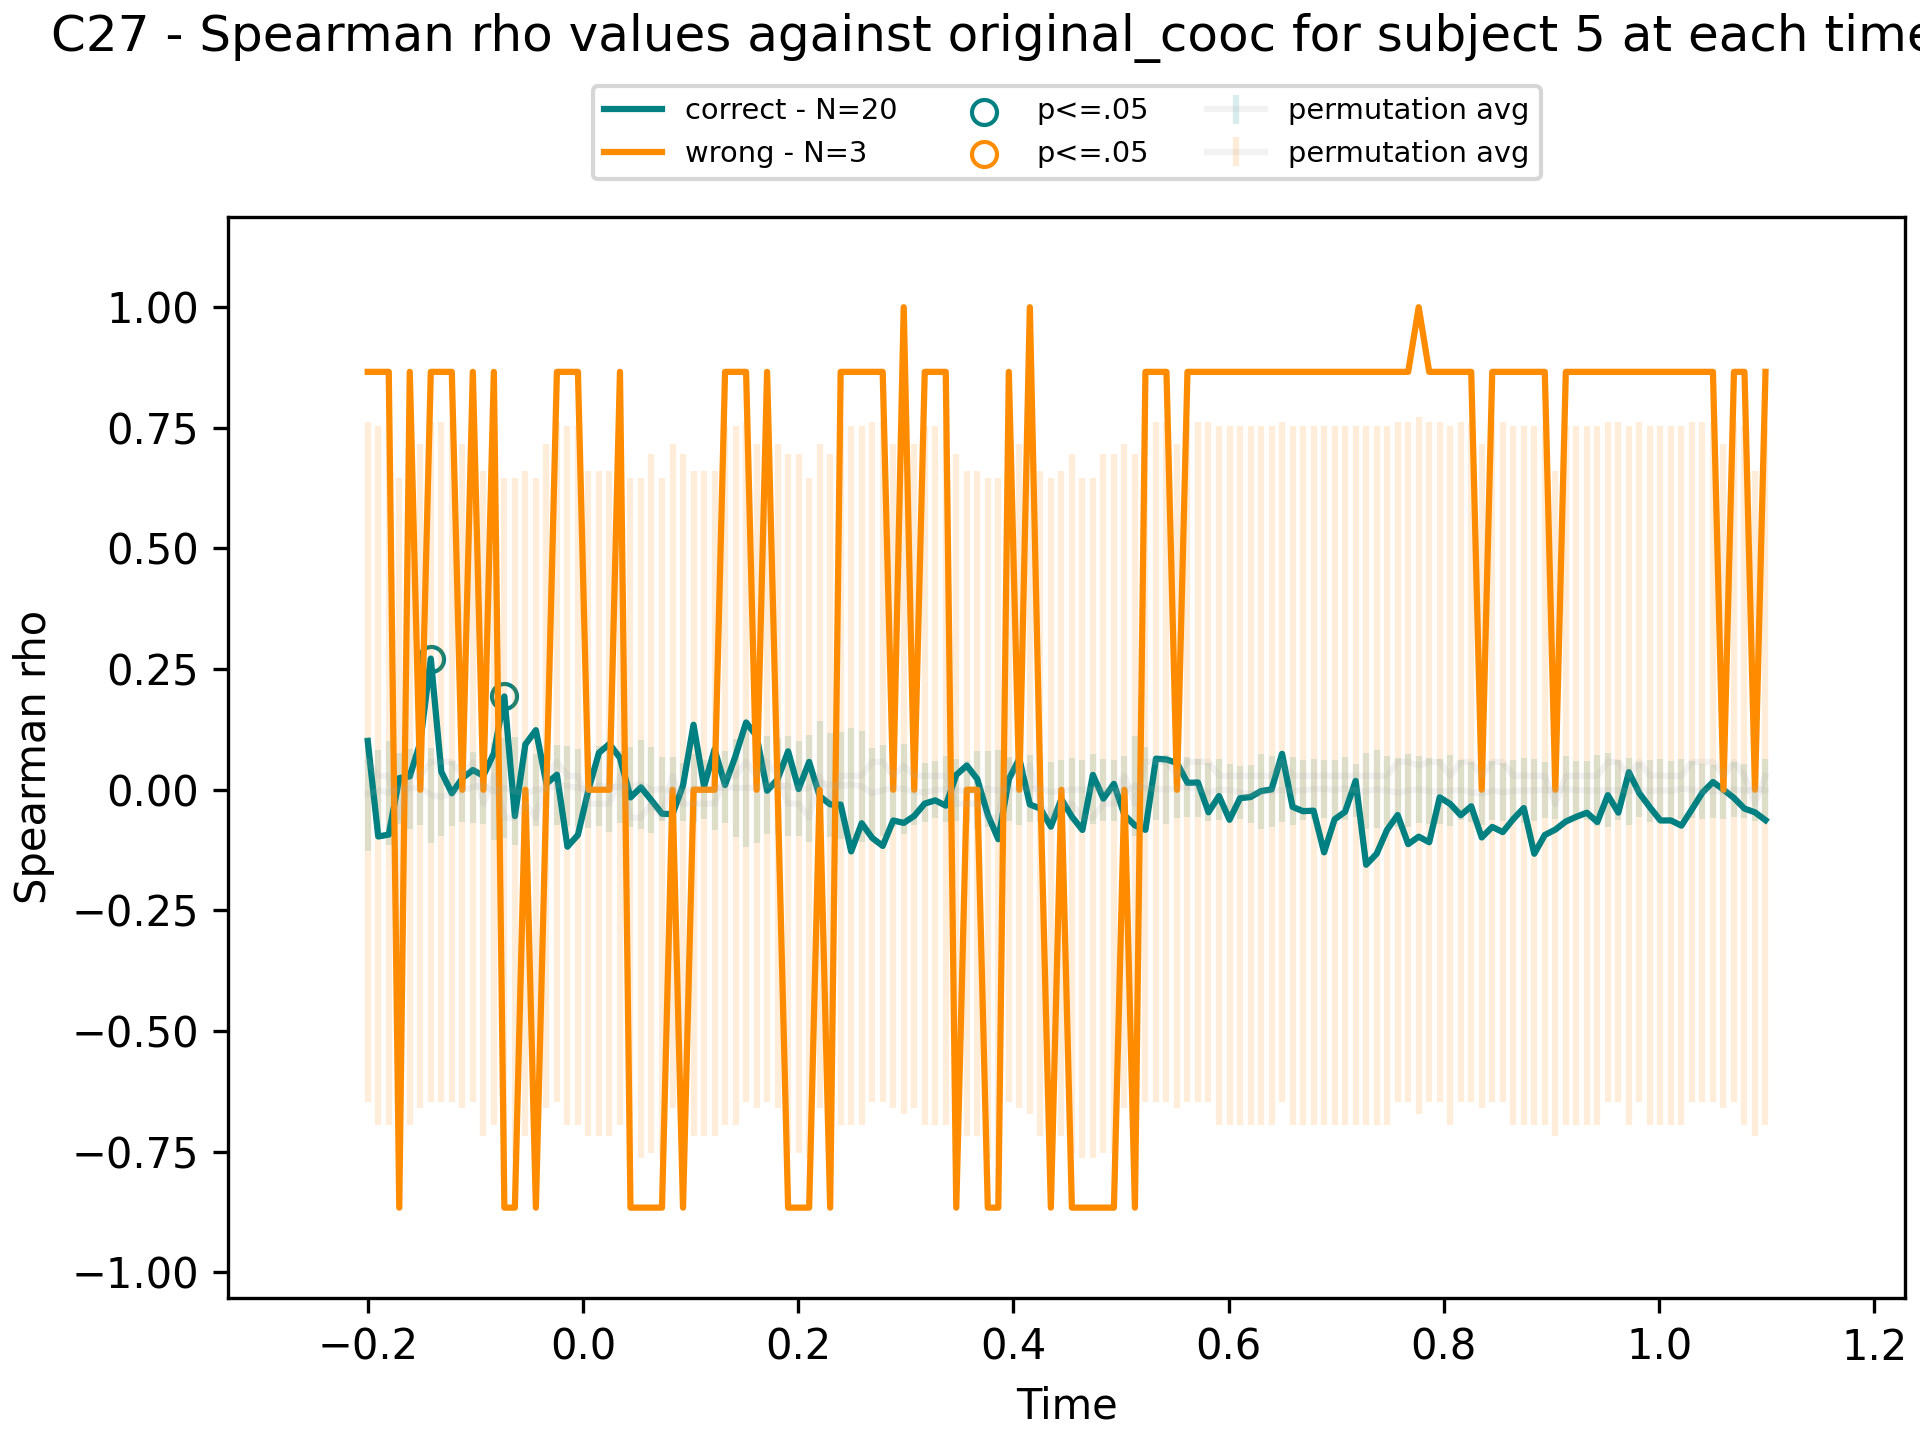 C27 - Spearman rho values against original_cooc for subject 5 at each time
correct - N=20
wrong - N=3
p<=.05
p<=.05
permutation avg
permutation avg
1.00
0.75
0.50
0.25
0.00
−0.25
−0.50
−0.75
−1.00
Spearman rho
−0.2
0.0
0.2
0.4
0.6
0.8
1.0
1.2
Time